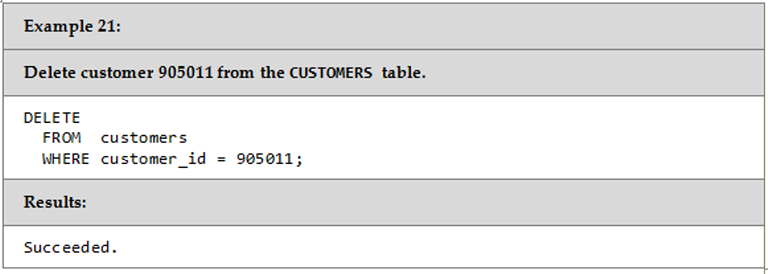 Example 21:
Delete customer 905011 from the CUSTOMERS table.
DELETE
FROM customers
WHERE customer_id = 905011;
Results:
Succeeded.